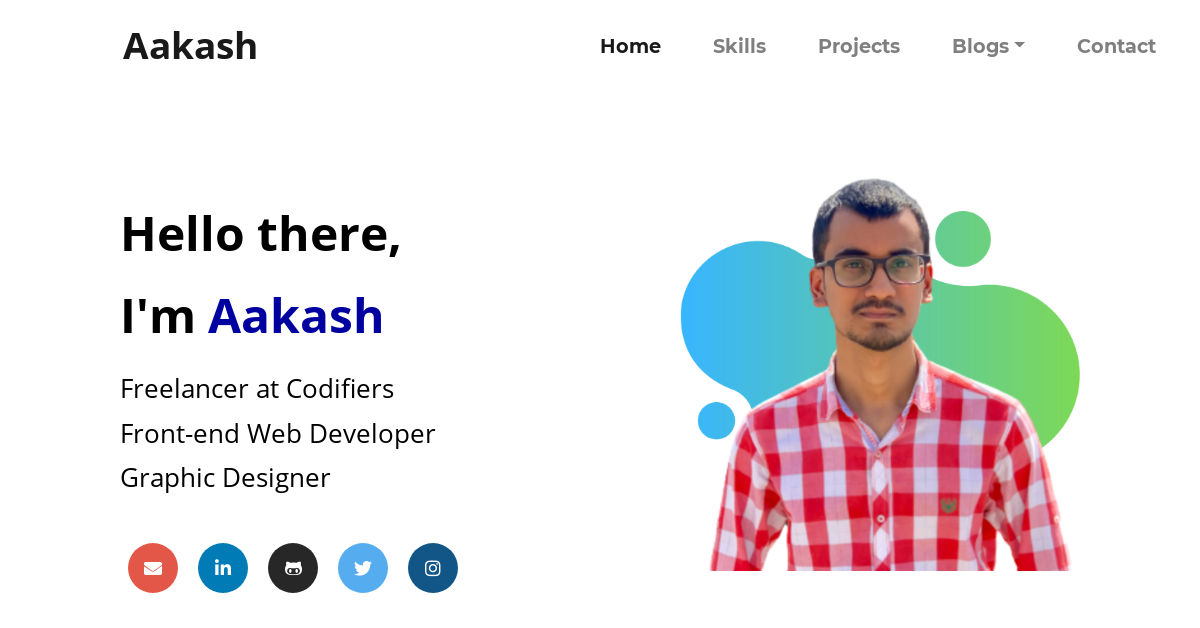 Aakash
Home Skills Projects Blogs Contact
Hello there,
I'm Aakash
Freelancer at Codifiers
Front-end Web Developer
Graphic Designer
in